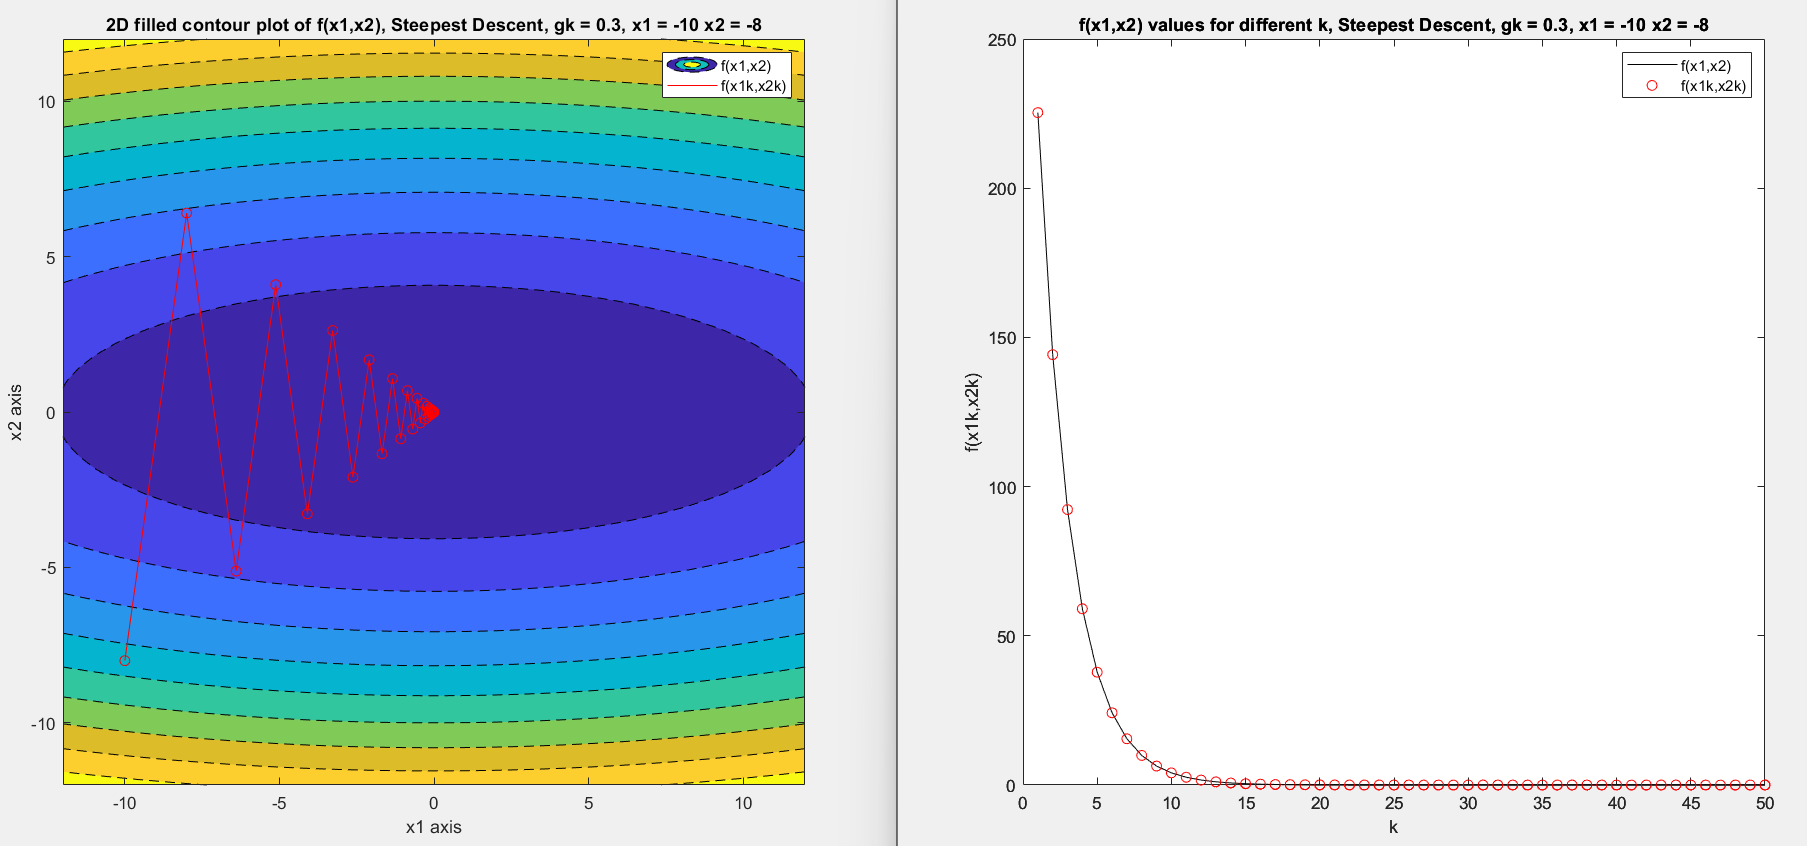 2D filled contour plot of f(x1,x2), Steepest Descent, gk = 0.3, x1 = -10 x2 = -8
f(x1,x2)
f(x1k,x2k)
10
5
0
-5
-10
x2 axis
-10
-5
0
5
10
x1 axis
f(x1,x2) values for different k, Steepest Descent, gk = 0.3, x1 = -10 x2 = -8
f(x1,x2)
f(x1k,x2k)
250
200
150
100
50
0
f(x1k,x2k)
0
5
10
15
20
25
30
35
40
45
50
k